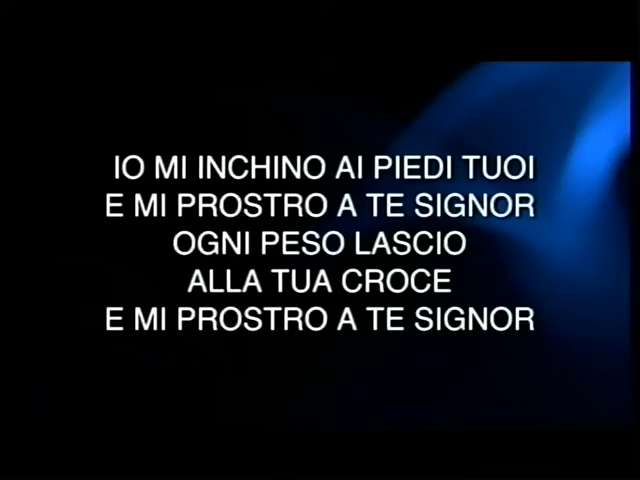 IO MI INCHINO AI PIEDI TUOI
E MI PROSTRO A TE SIGNOR
OGNI PESO LASCIO
ALLA TUA CROCE
E MI PROSTRO A TE SIGNOR